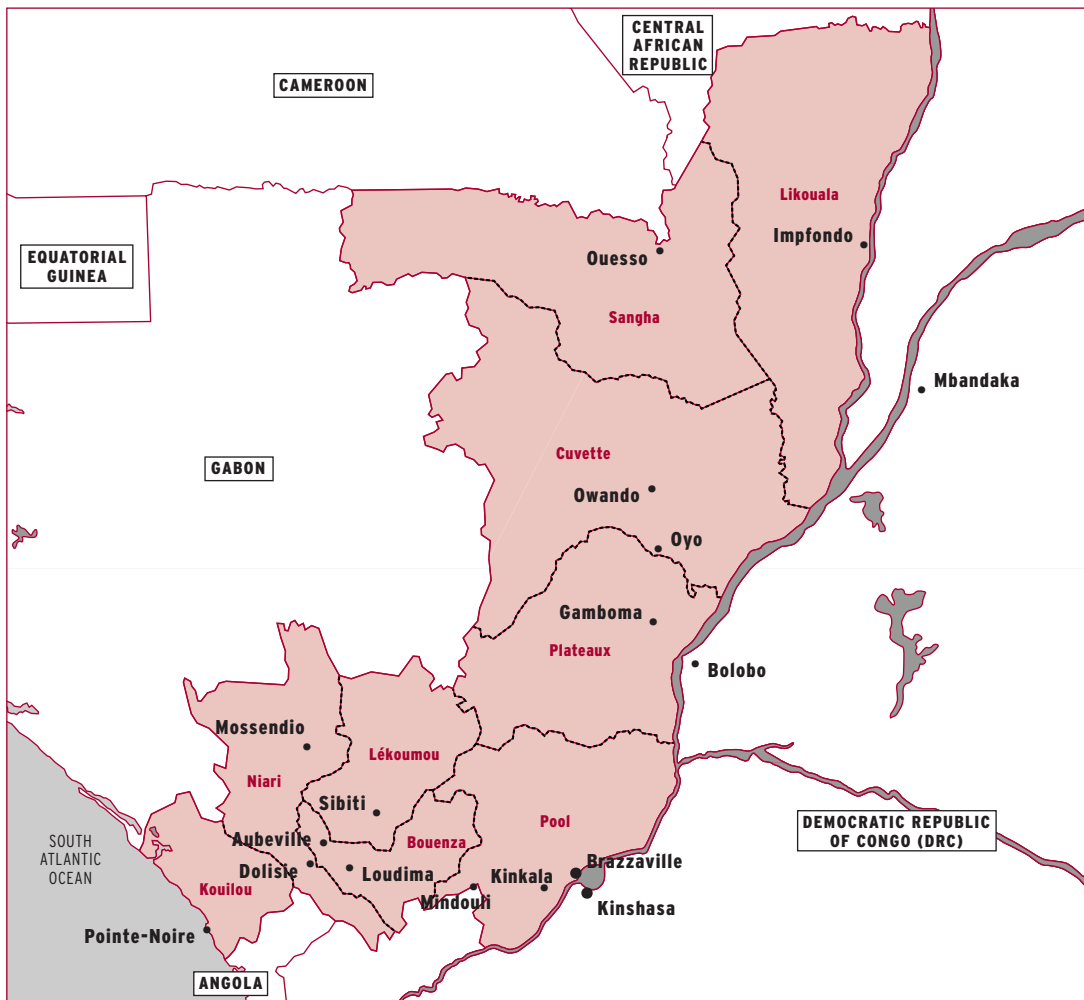 CENTRAL
AFRICAN
REPUBLIC
CAMEROON
Likouala
Impfondo
EQUATORIAL
GUINEA
Ouesso
Sangha
Mbandaka
Cuvette
GABON
Owando
Oyo
Gamboma
Plateaux
Bolobo
Mossendio
Lékoumou
Niari
Sibiti
Pool
DEMOCRATIC REPUBLIC
OF CONGO (DRC)
SOUTH
ATLANTIC
OCEAN
Aubeville
Bouenza
Brazzaville
Dolisie
Loudima
Kinkala
Kouilou
Mindouli
Kinshasa
Pointe-Noire
ANGOLA